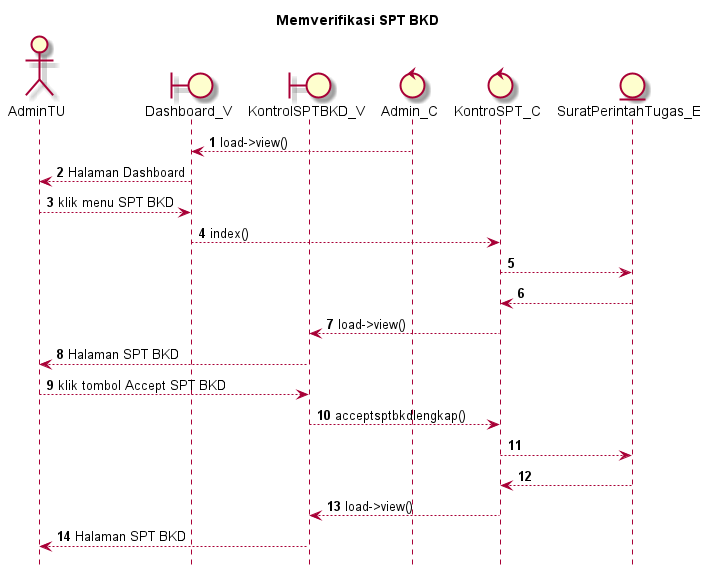 Memverifikasi SPT BKD
AdminTU
Dashboard_V
KontrolSPTBKD_V
Admin_C
KontroSPT_C
SuratPerintahTugas_E
1 load->view()
2 Halaman Dashboard
3 klik menu SPT BKD
4 index()
5
6
7 load->view()
8 Halaman SPT BKD
9 klik tombol Accept SPT BKD
10 acceptsptbkdlengkap()
11
12
13 load->view()
14 Halaman SPT BKD